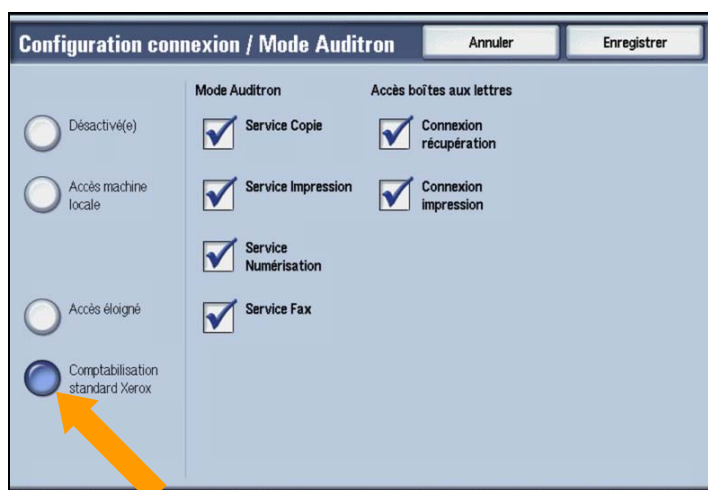 Configuration connexion / Mode Auditron
Annuler
Enregistrer
Mode Auditron
Accès boîtes aux lettres
Désactivé(e)
Service Copie
Connexion
récupération
Accès machine
locale
Service Impression
Connexion
impression
Service
Numérisation
Accès éloigné
Service Fax
Comptabilisation
standard Xerox